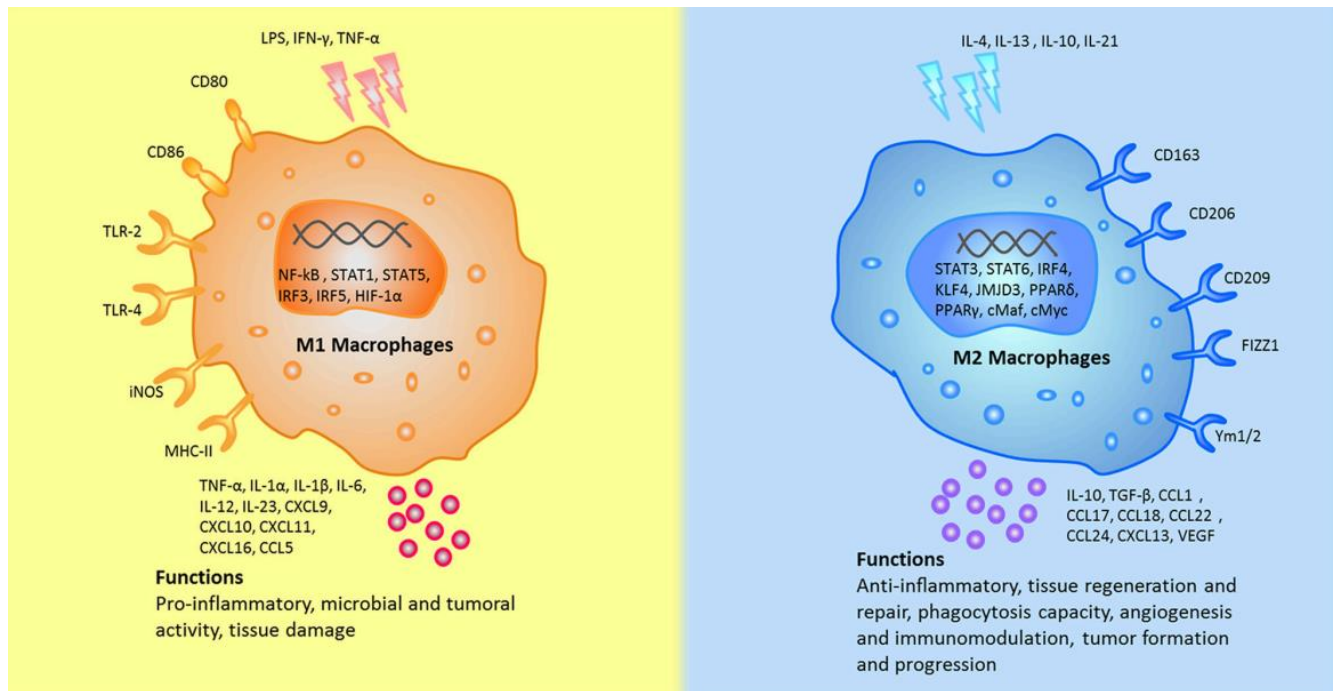 LPS, IFN-γ, TNF-α
CD80
CD86
TLR-2
TLR-4
iNOS
MHC-II
NF-kB , STAT1, STAT5,
IRF3, IRF5, HIF-1α
M1 Macrophages
TNF-α, IL-1α, IL-1β, IL-6,
IL-12, IL-23, CXCL9,
CXCL10, CXCL11,
CXCL16, CCL5
Functions
Pro-inflammatory, microbial and tumoral
activity, tissue damage
IL-4, IL-13 , IL-10, IL-21
CD163
CD206
CD209
FIZZ1
Ym1/2
STAT3, STAT6, IRF4,
KLF4, JMJD3, PPARδ,
PPARγ, cMaf, cMyc
M2 Macrophages
IL-10, TGF-β, CCL1 ,
CCL17, CCL18, CCL22 ,
CCL24, CXCL13, VEGF
Functions
Anti-inflammatory, tissue regeneration and
repair, phagocytosis capacity, angiogenesis
and immunomodulation, tumor formation
and progression